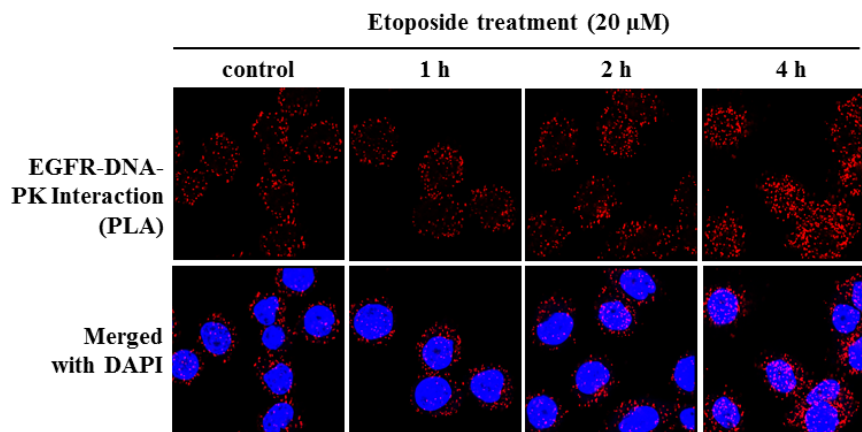 Etoposide treatment (20 µM)
control
1 h
2 h
4 h
EGFR-DNA-
PK Interaction
(PLA)
Merged
with DAPI